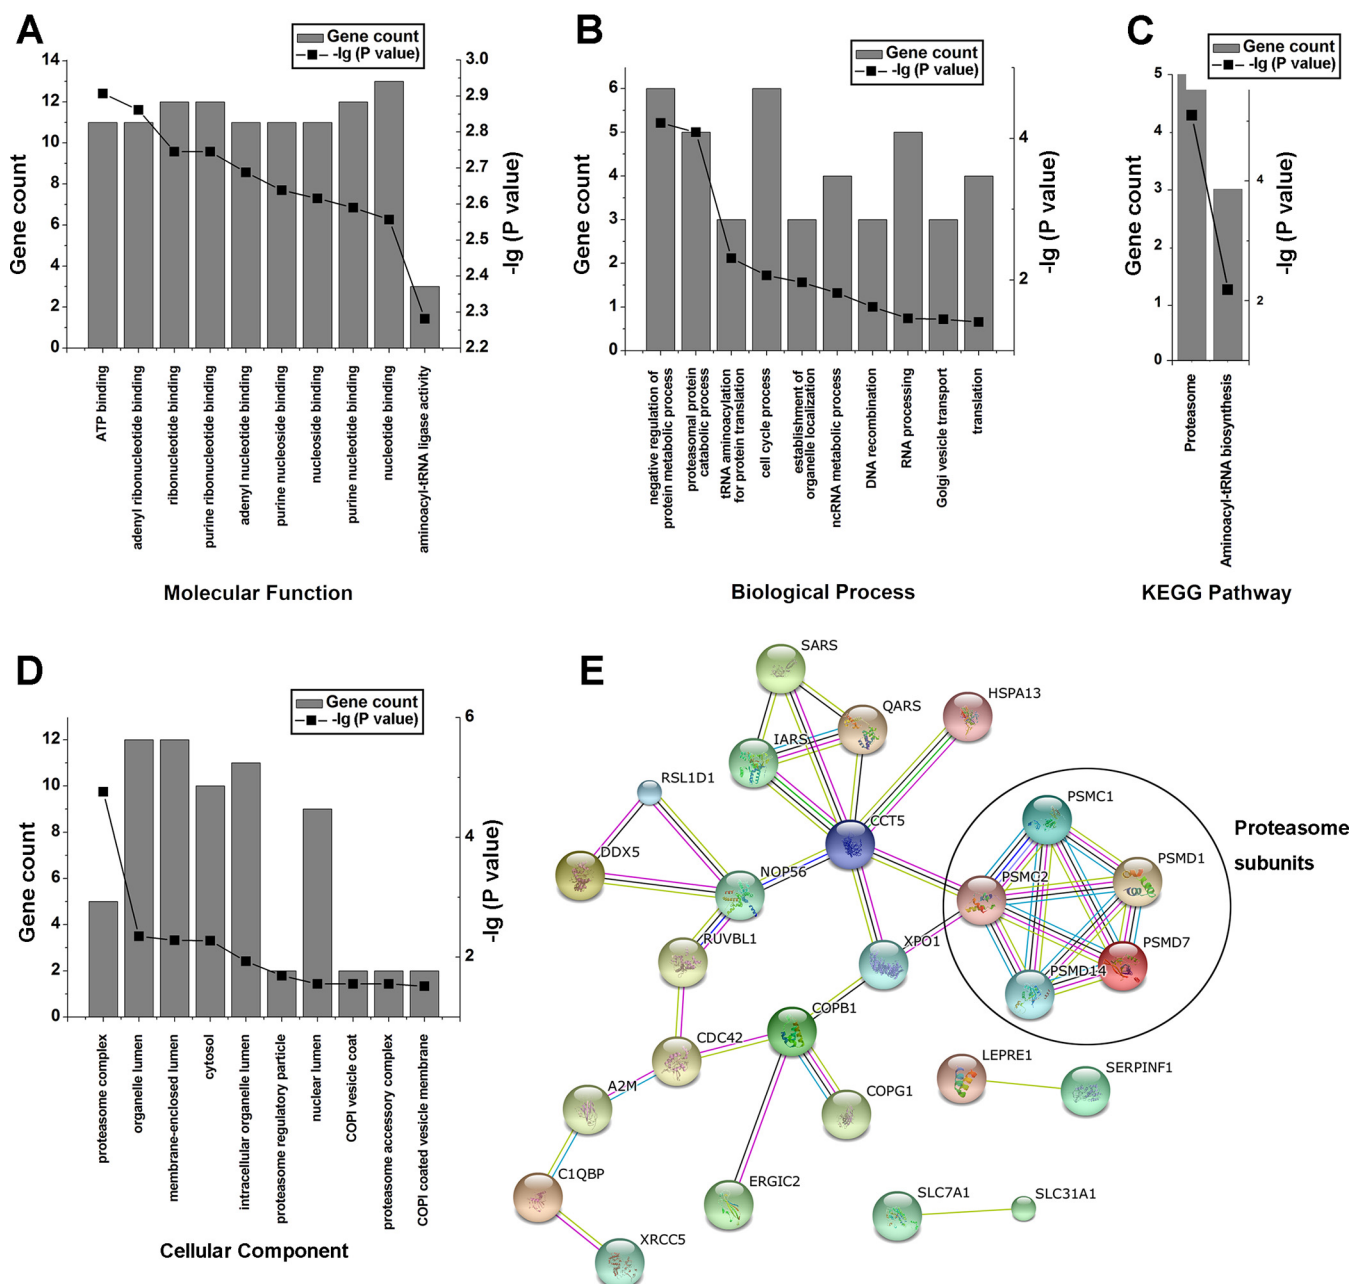 A
Gene count
-lg (P value)
14
12
10
8
6
4
2
0
Gene count
3.0
2.9
2.8
2.7
2.6
2.5
2.4
2.3
2.2
-lg (P value)
ATP binding
adenyl ribonucleotide binding
ribonucleotide binding
purine ribonucleotide binding
adenyl nucleotide binding
purine nucleoside binding
nucleoside binding
purine nucleotide binding
nucleotide binding
aminoacyl-tRNA ligase activity
Molecular Function
B
Gene count
-lg (P value)
6
5
4
3
2
1
0
Gene count
4
2
-lg (P value)
negative regulation of
protein metabolic process
proteasomal protein
catabolic process
tRNA aminoacylation
for protein translation
cell cycle process
establishment of
organelle localization
ncRNA metabolic process
DNA recombination
RNA processing
Golgi vesicle transport
translation
Biological Process
C
Gene count
-lg (P value)
5
4
3
2
1
0
Gene count
4
2
-lg (P value)
Proteasome
Aminoacyl-tRNA biosynthesis
KEGG Pathway
D
Gene count
-lg (P value)
12
10
8
6
4
2
0
Gene count
6
4
2
-lg (P value)
proteasome complex
organelle lumen
membrane-enclosed lumen
cytosol
intracellular organelle lumen
proteasome regulatory particle
nuclear lumen
COPI vesicle coat
proteasome accessory complex
COPI coated vesicle membrane
Cellular Component
E
SARS
QARS
HSPA13
IARS
RSL1D1
CCT5
PSMC1
Proteasome
subunits
DDX5
NOP56
PSMC2
PSMD1
RUVBL1
XPO1
PSMD14
PSMD7
COPB1
CDC42
LEPRE1
SERPINF1
A2M
COPG1
C1QBP
ERGIC2
SLC7A1
SLC31A1
XRCC5